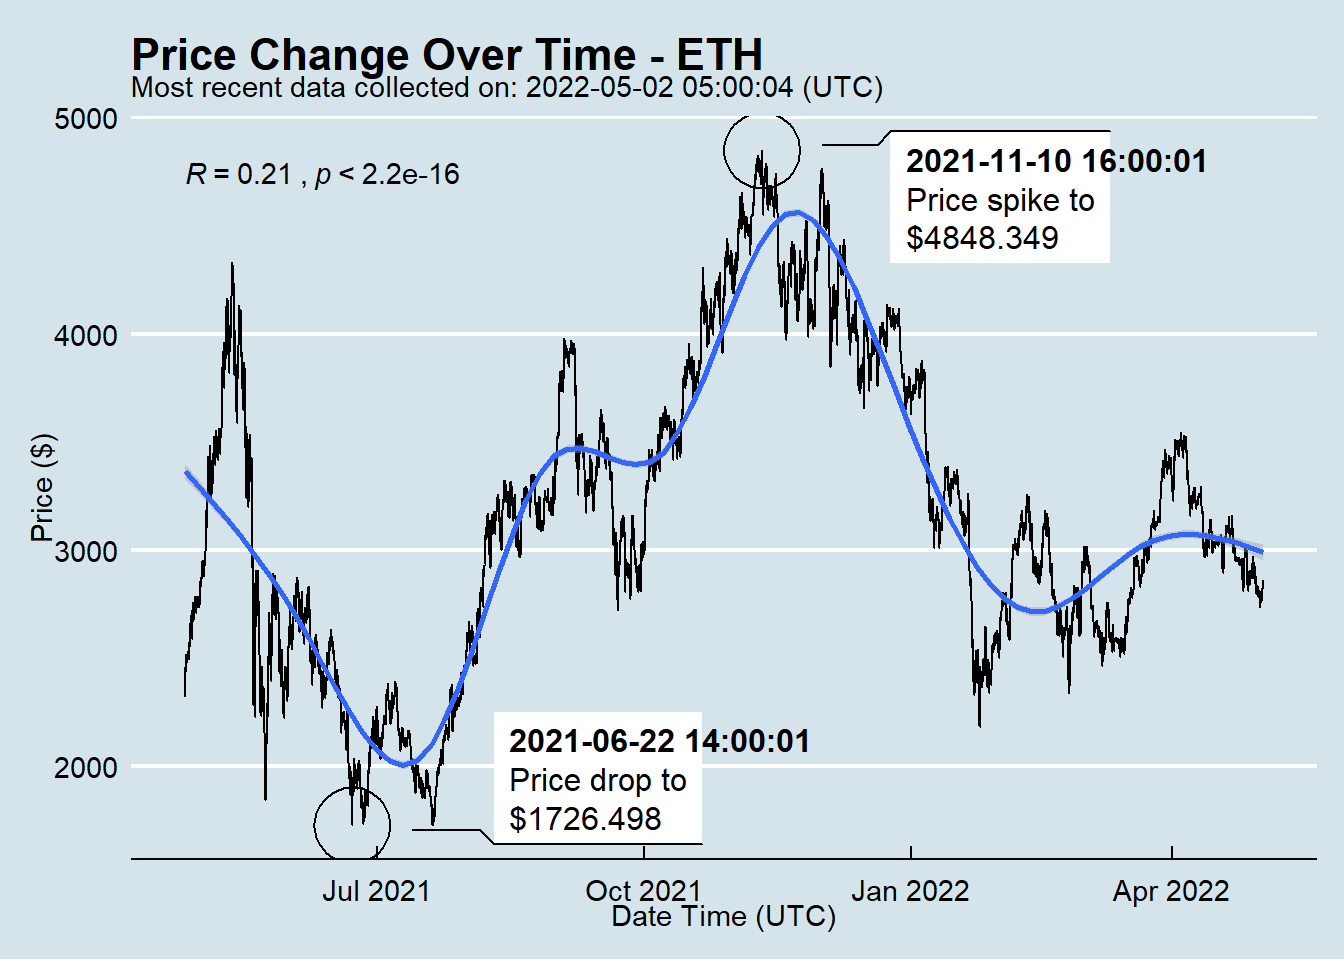 Price Change Over Time - ETH
Most recent data collected on: 2022-05-02 05:00:04 (UTC)
5000
R = 0.21 , p < 2.2e-16
2021-11-10 16:00:01
Price spike to
$4848.349
4000
Price ($)
3000
2021-06-22 14:00:01
Price drop to
$1726.498
2000
Jul 2021
Oct 2021
Jan 2022
Apr 2022
Date Time (UTC)